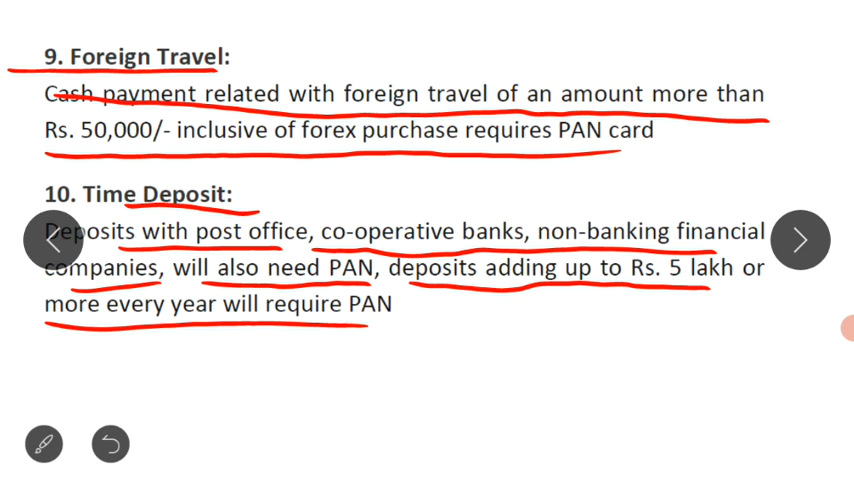 9. Foreign Travel:
Cash payment related with foreign travel of an amount more than
Rs. 50,000/- inclusive of forex purchase requires PAN card
10. Time Deposit:
Deposits with post office, co-operative banks, non-banking financial
companies, will also need PAN, deposits adding up to Rs. 5 lakh or
more every year will require PAN